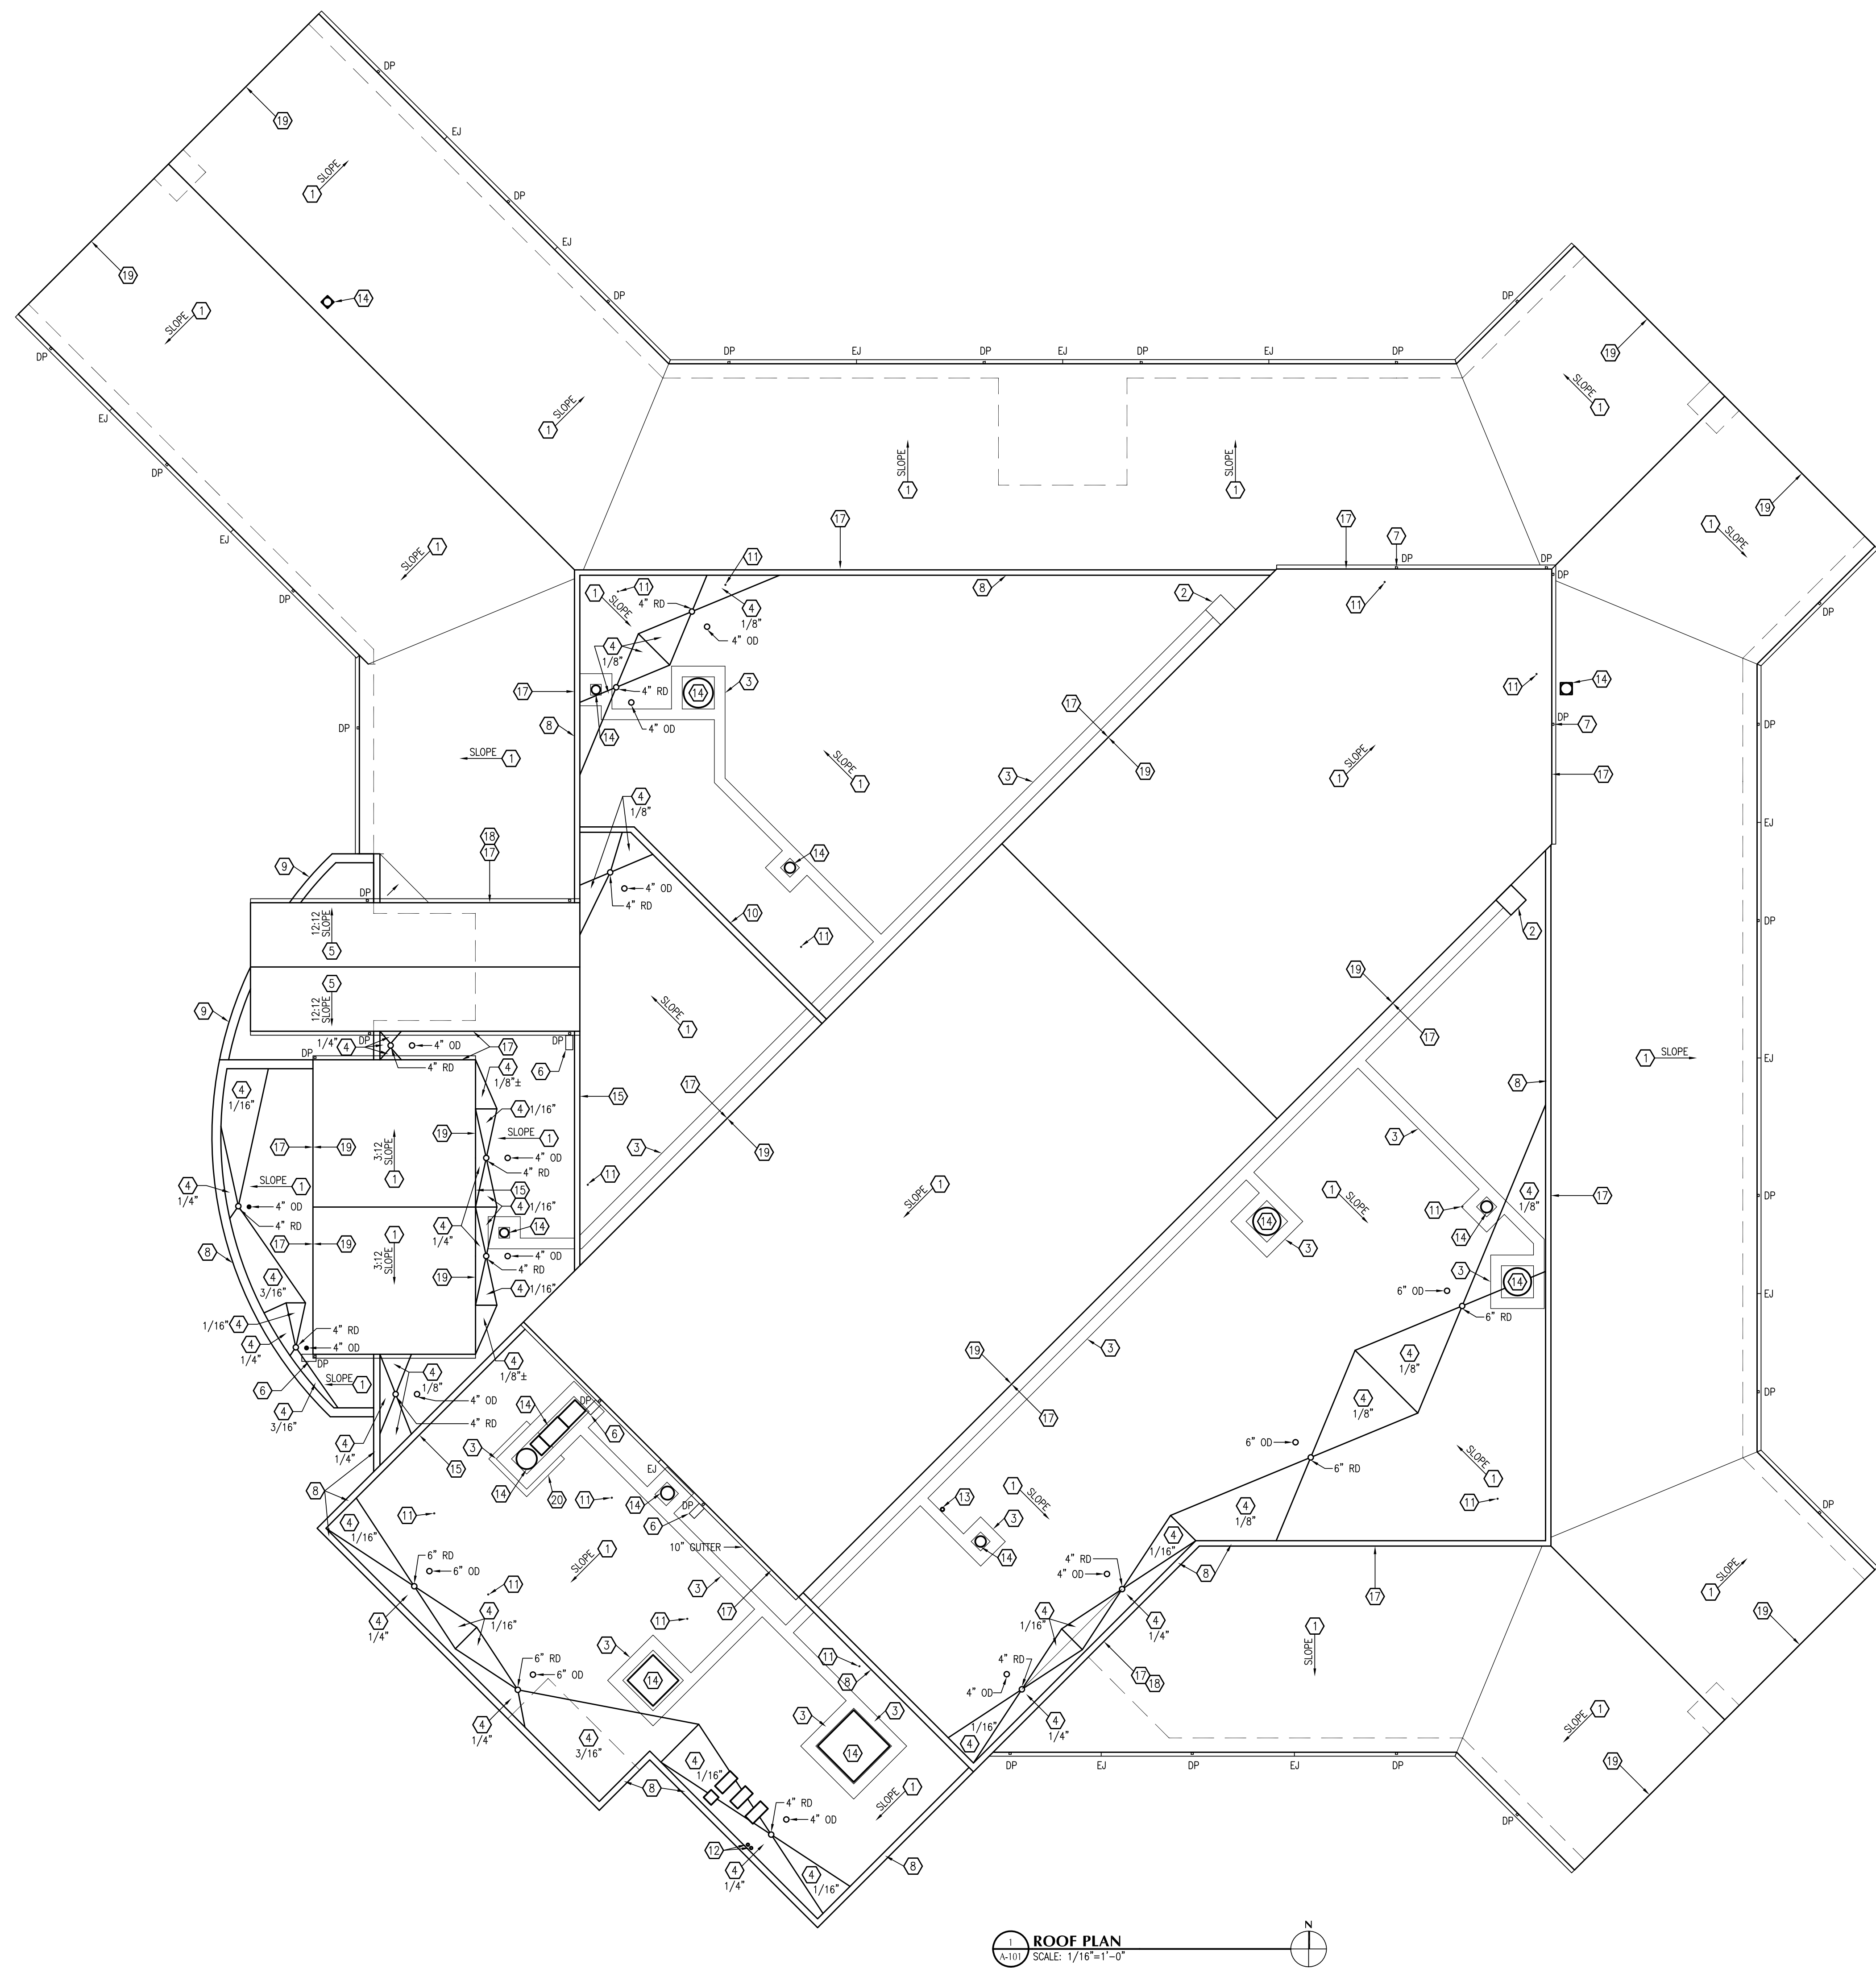 DP
19
EJ
SLOPE
1
DP
EJ
19
14
DP
SLOPE
1
DP
DP
19
DP
EJ
DP
EJ
DP
EJ
DP
SLOPE
1
SLOPE
1
EJ
DP
SLOPE
1
SLOPE
1
19
SLOPE
1
17
17
7
EJ
SLOPE
1
DP
DP
DP
11
8
2
11
1
SLOPE
4" RD
4
1/8"
11
DP
DP
4" OD
4
1/8"
3
14
4" RD
11
14
17
17
4" OD
DP
8
14
DP
7
DP
SLOPE
1
SLOPE
1
19
3
SLOPE
1
17
4
1/8"
EJ
18
17
14
9
4" OD
DP
4" RD
10
DP
2
12:12
SLOPE
5
11
19
5
12:12
SLOPE
9
SLOPE
1
17
1/4"
4
DP
4" OD
17
DP
4" RD
DP
6
1
SLOPE
EJ
4
1/8"±
17
8
4
1/16"
15
4
1/16"
3:12
SLOPE
1
17
19
19
SLOPE
1
3
19
3
4" OD
4" RD
4
1/4"
SLOPE
1
11
15
4
1/16"
SLOPE
1
SLOPE
1
4
1/8"
DP
17
4" OD
4" RD
11
14
14
4
1/4"
14
1
3:12
SLOPE
17
19
3
8
4" OD
4" RD
3
14
19
4
3/16"
4
1/16"
6" OD
EJ
6" RD
1/16"
4
4" RD
4" OD
4
1/4"
3
4
1/8"
DP
19
4
1/8"±
6
SLOPE
1
4
1/8"
4" OD
4
3/16"
4" RD
DP
4
1/8"
DP
14
17
6
4
1/4"
15
3
6" OD
6" RD
EJ
SLOPE
1
8
14
20
11
14
DP
13
SLOPE
1
11
4
1/8"
DP
11
4
1/16"
6
3
10" GUTTER
4
1/16"
14
SLOPE
1
6" RD
6" OD
4" RD
4" OD
8
17
SLOPE
1
11
3
4
1/4"
4
1/16"
11
17
4
1/16"
4
1/4"
19
1
SLOPE
3
11
8
6" RD
6" OD
4" RD
4" OD
17
18
14
4
1/4"
4
3/16"
3
3
14
1/16"
4
4
1/4"
SLOPE
1
4
1/16"
DP
EJ
DP
EJ
DP
19
8
SLOPE
1
4" RD
4" OD
DP
12
4
1/4"
4
1/16"
8
1
A-101
ROOF PLAN
SCALE: 1/16"=1'-0"
N